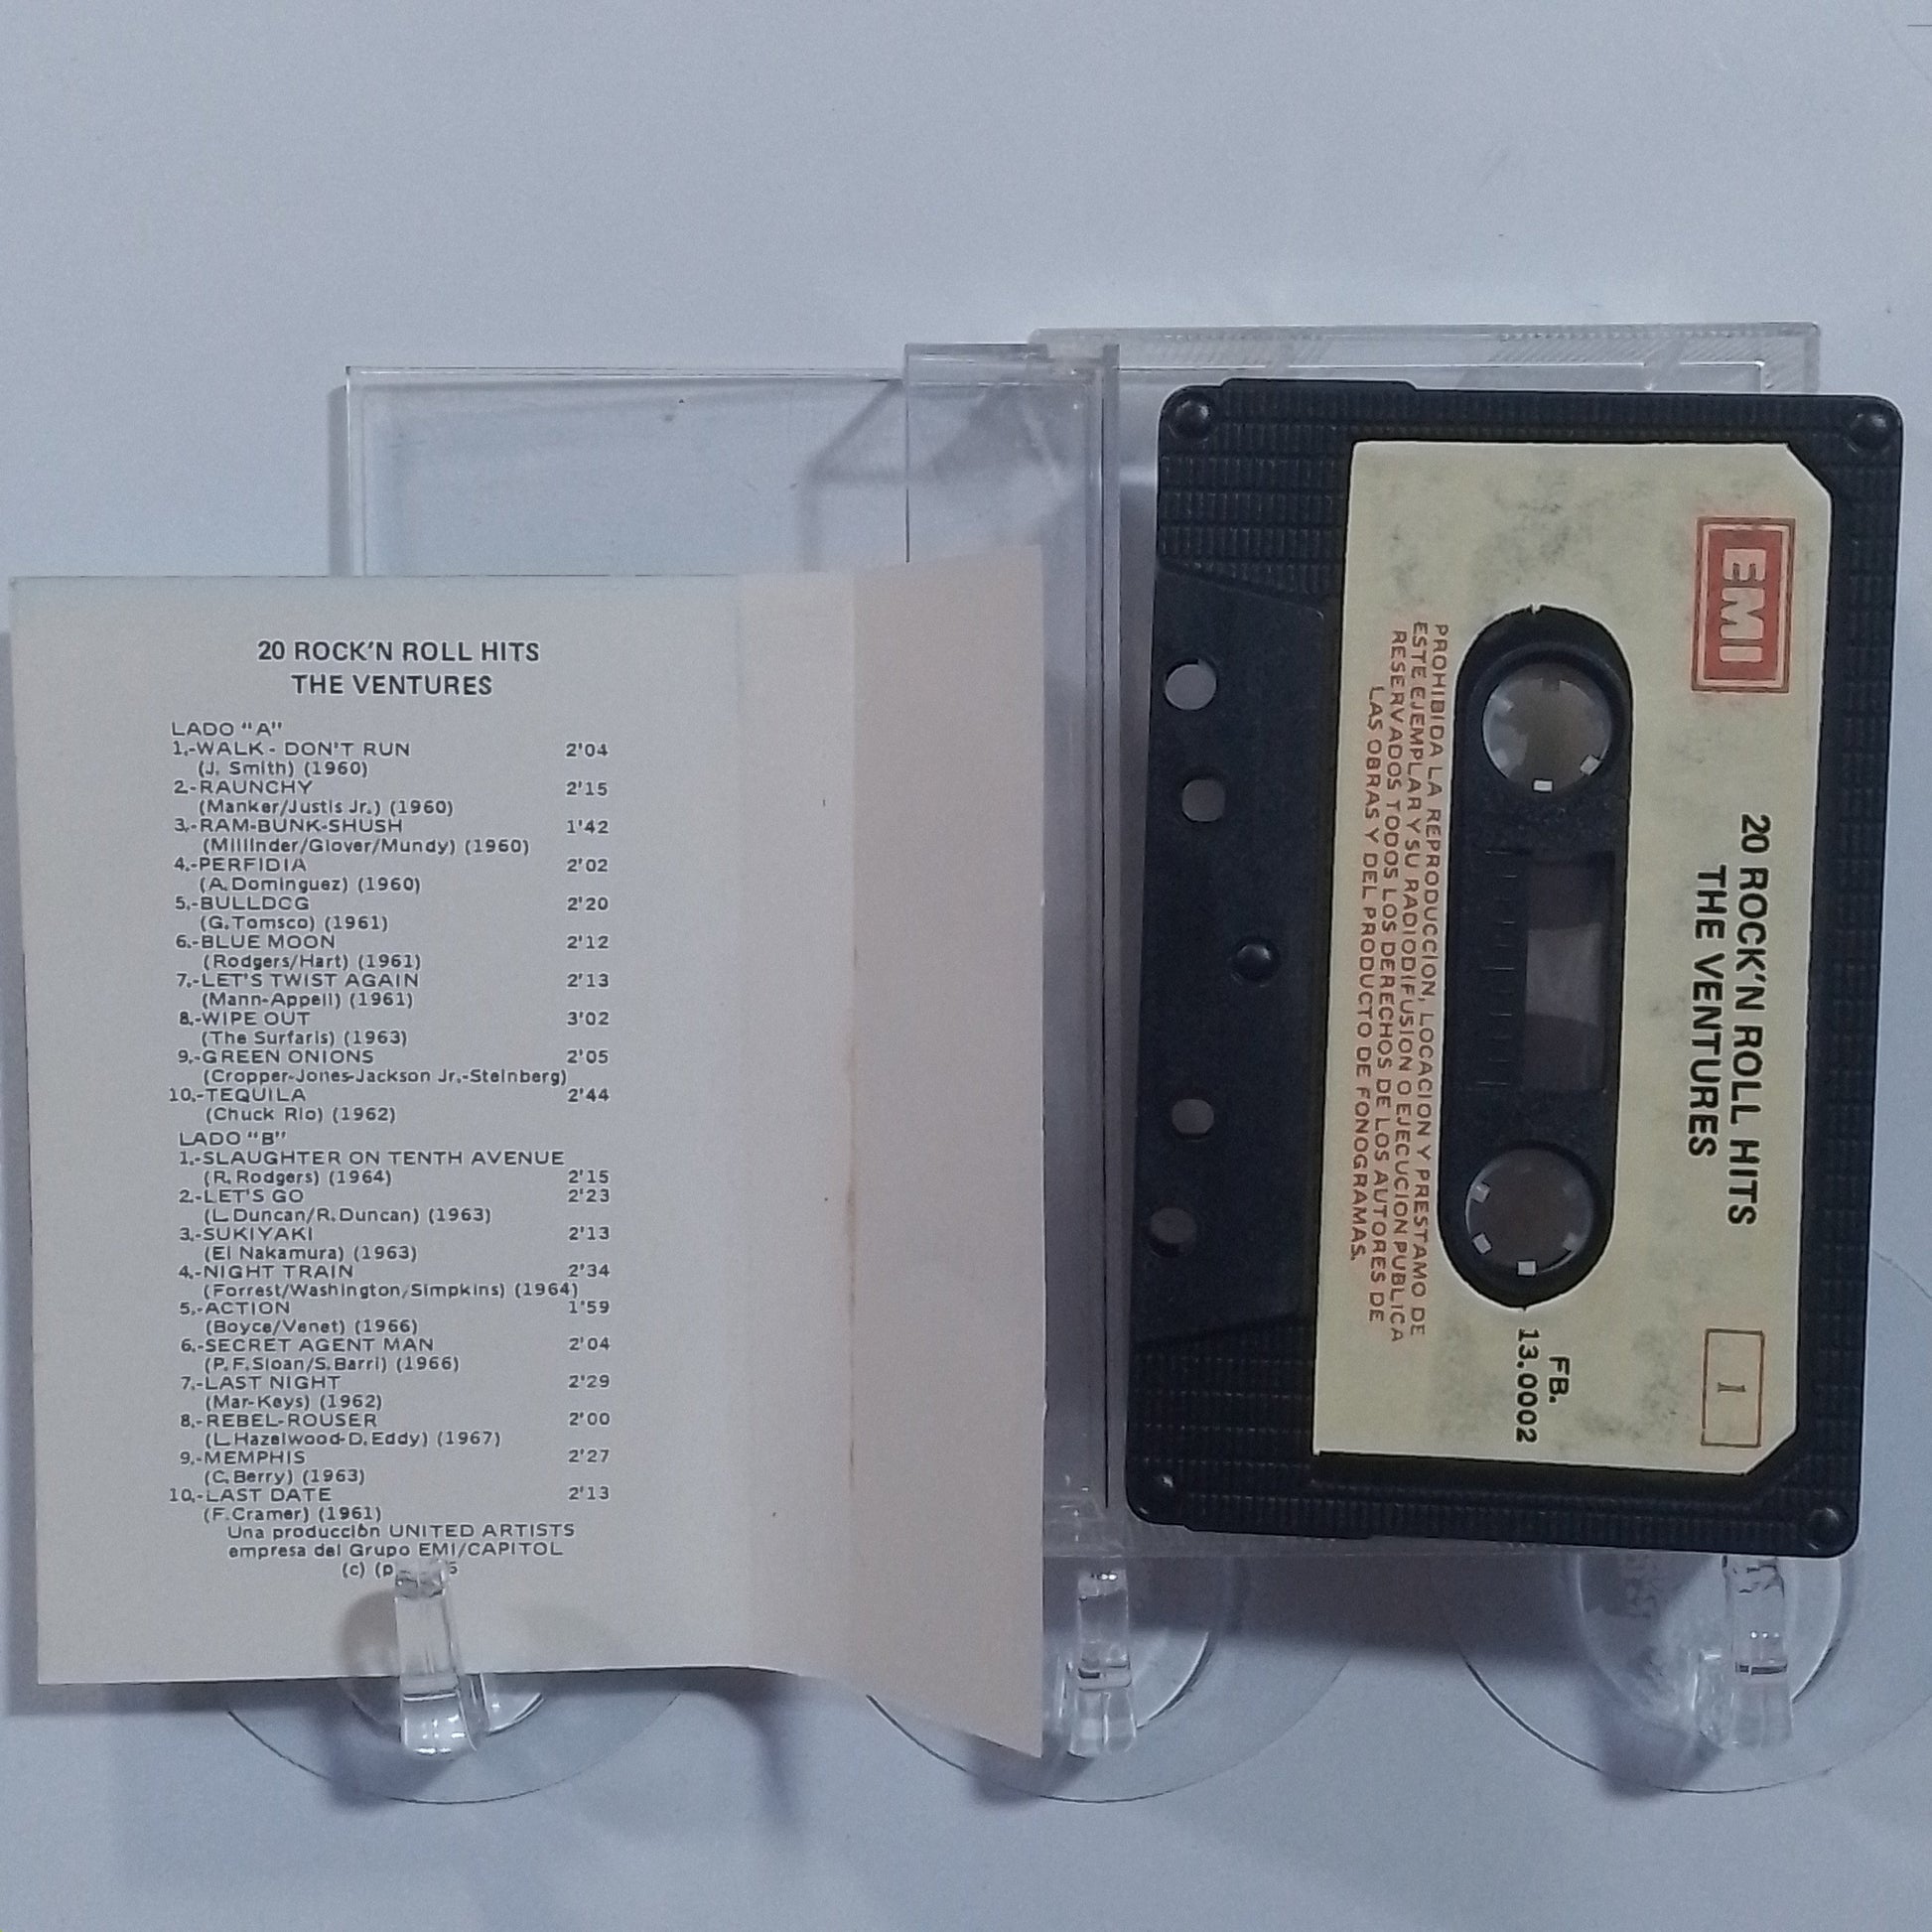 20 ROCK'N ROLL HITS
THE VENTURES
LADO "A"
1.-WALK - DON'T RUN 2'04
(J. Smith) (1960)
2.-RAUNCHY 2'15
(Manker/Justis Jr.) (1960)
3.-RAM-BUNK-SHUSH 1'42
(Millinder/Glover/Mundy) (1960)
4.-PERFIDIA 2'02
(A.Dominguez) (1960)
5.-BULLDOG 2'20
(G.Tomsco) (1961)
6.-BLUE MOON 2'12
(Rodgers/Hart) (1961)
7.-LET'S TWIST AGAIN 2'13
(Mann-Appell) (1961)
8.-WIPE OUT 3'02
(The Surfaris) (1963)
9.-GREEN ONIONS 2'05
(Cropper-Jones-Jackson Jr.-Steinberg)
10.-TEQUILA 2'44
(Chuck Rio) (1962)
LADO "B"
1.-SLAUGHTER ON TENTH AVENUE
(R.Rodgers) (1964) 2'15
2.-LET'S GO 2'23
(L.Duncan/R.Duncan) (1963)
3.-SUKIYAKI 2'13
(EI Nakamura) (1963)
4.-NIGHT TRAIN 2'34
(Forrest/Washington/Simpkins) (1964)
5.-ACTION 1'59
(Boyce/Venet) (1966)
6.-SECRET AGENT MAN 2'04
(P.F.Sloan/S.Barri) (1966)
7.-LAST NIGHT 2'29
(Mar-Keys) (1962)
8.-REBEL-ROUSER 2'00
(L.Hazelwood-D.Eddy) (1967)
9.-MEMPHIS 2'27
(C.Berry) (1963)
10.-LAST DATE 2'13
(F.Cramer) (1961)
Una producción UNITED ARTISTS
empresa del Grupo EMI/CAPITOL
(c)
EMI
20 ROCK'N ROLL HITS
THE VENTURES
1
FB.
13.0002
PROHIBIDA LA REPRODUCCION, LOCACION Y PRESTAMO DE
ESTE EJEMPLAR Y SU RADIODIFUSION O EJECUCION PUBLICA
RESERVADOS TODOS LOS DERECHOS DE LOS AUTORES DE
LAS OBRAS Y DEL PRODUCTO DE FONOGRAMAS.